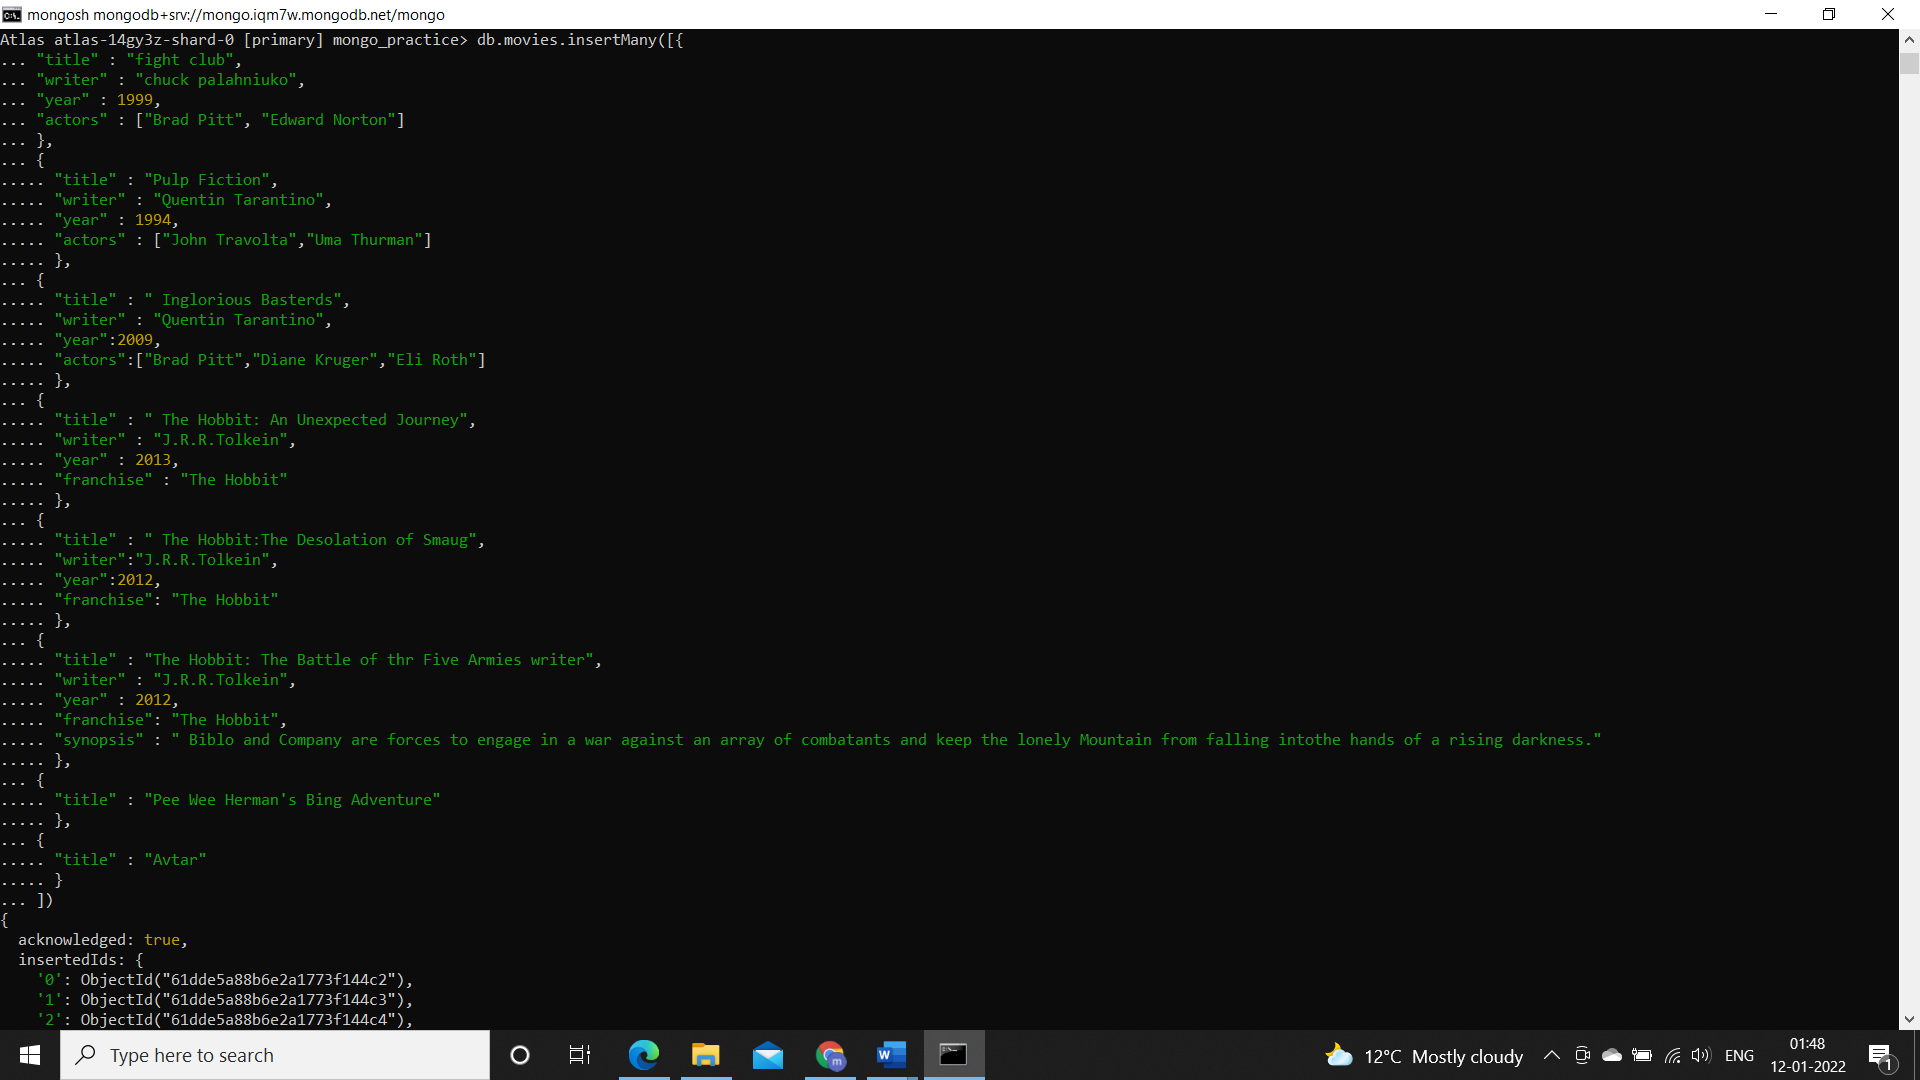 mongosh mongodb+srv://mongo.iqm7w.mongodb.net/mongo
Atlas atlas-14gy3z-shard-0 [primary] mongo_practice> db.movies.insertMany([{
... "title" : "fight club",
... "writer" : "chuck palahniuko",
... "year" : 1999,
... "actors" : ["Brad Pitt", "Edward Norton"]
... },
... {
..... "title" : "Pulp Fiction",
..... "writer" : "Quentin Tarantino",
..... "year" : 1994,
..... "actors" : ["John Travolta","Uma Thurman"]
..... },
... {
..... "title" : " Inglorious Basterds",
..... "writer" : "Quentin Tarantino",
..... "year":2009,
..... "actors":["Brad Pitt","Diane Kruger","Eli Roth"]
..... },
... {
..... "title" : " The Hobbit: An Unexpected Journey",
..... "writer" : "J.R.R.Tolkein",
..... "year" : 2013,
..... "franchise" : "The Hobbit"
..... },
... {
..... "title" : " The Hobbit:The Desolation of Smaug",
..... "writer":"J.R.R.Tolkein",
..... "year":2012,
..... "franchise": "The Hobbit"
..... },
... {
..... "title" : "The Hobbit: The Battle of thr Five Armies writer",
..... "writer" : "J.R.R.Tolkein",
..... "year" : 2012,
..... "franchise": "The Hobbit",
..... "synopsis" : " Biblo and Company are forces to engage in a war against an array of combatants and keep the lonely Mountain from falling intothe hands of a rising darkness."
..... },
... {
..... "title" : "Pee Wee Herman's Bing Adventure"
..... },
... {
..... "title" : "Avtar"
..... }
... ])
{
acknowledged: true,
insertedIds: {
'0': ObjectId("61dde5a88b6e2a1773f144c2"),
'1': ObjectId("61dde5a88b6e2a1773f144c3"),
'2': ObjectId("61dde5a88b6e2a1773f144c4"),
Type here to search
12°C Mostly cloudy
ENG
01:48
12-01-2022
1